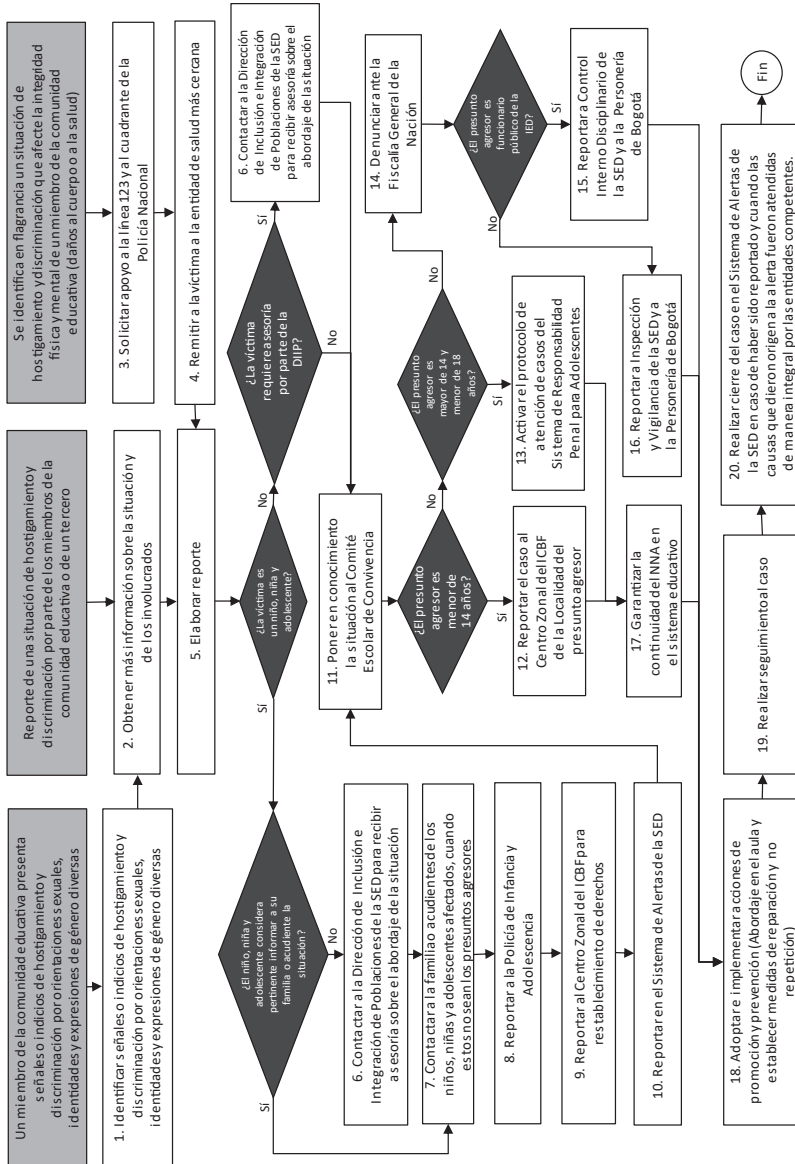 Un miembro de la comunidad educativa presenta
señales o indicios de hostigamiento y
discriminación por orientaciones sexuales,
identidades y expresiones de género diversas
Reporte de una situación de hostigamiento y
discriminación por parte de los miembros de la
comunidad educativa o de un tercero
Se identifica en flagrancia un situación de
hostigamiento y discriminación que afecte la integridad
física y mental de un miembro de la comunidad
educativa (daños al cuerpo o a la salud)
1. Identificar señales o indicios de hostigamiento y
discriminación por orientaciones sexuales,
identidades y expresiones de género diversas
2. Obtener más información sobre la situación y
de los involucrados
3. Solicitar apoyo a la línea 123 y al cuadrante de la
Policía Nacional
4. Remitir a la víctima a la entidad de salud más cercana
5. Elaborar reporte
¿La víctima es
un niño, niña y
adolescente?
Sí
No
¿La víctima
requiere asesoría
por parte de la
DIIP?
Sí
No
6. Contactar a la Dirección
de Inclusión e Integración
de Poblaciones de la SED
para recibir asesoría sobre el
abordaje de la situación
¿El niño, niña y
adolescente considera
pertinente informar a su
familia o acudiente la
situación?
Sí
No
6. Contactar a la Dirección de Inclusión e
Integración de Poblaciones de la SED para recibir
asesoría sobre el abordaje de la situación
7. Contactar a la familia o acudientes de los
niños, niñas y adolescentes afectados, cuando
estos no sean los presuntos agresores
8. Reportar a la Policía de Infancia y
Adolescencia
9. Reportar al Centro Zonal del ICBF para
restablecimiento de derechos
10. Reportar en el Sistema de Alertas de la SED
11. Poner en conocimiento
la situación al Comité
Escolar de Convivencia
¿El presunto
agresor es
menor de
14 años?
Sí
No
12. Reportar el caso al
Centro Zonal del ICBF
de la Localidad del
presunto agresor
¿El presunto
agresor es
mayor de 14 y
menor de 18
años?
Sí
No
13. Activar el protocolo de
atención de casos del
Sistema de Responsabilidad
Penal para Adolescentes
14. Denunciar ante la
Fiscalía General de la
Nación
¿El presunto
agresor es
funcionario
público de la
IED?
No
Sí
15. Reportar a Control
Interno Disciplinario de
la SED y a la Personería
de Bogotá
16. Reportar a Inspección
y Vigilancia de la SED y a
la Personería de Bogotá
17. Garantizar la
continuidad del NNA en
el sistema educativo
18. Adoptar e implementar acciones de
promoción y prevención (Abordaje en el aula y
establecer medidas de reparación y no
repetición)
19. Realizar seguimiento al caso
20. Realizar cierre del caso en el Sistema de Alertas de
la SED en caso de haber sido reportado y cuando las
causas que dieron origen a la alerta fueron atendidas
de manera integral por las entidades competentes.
Fin